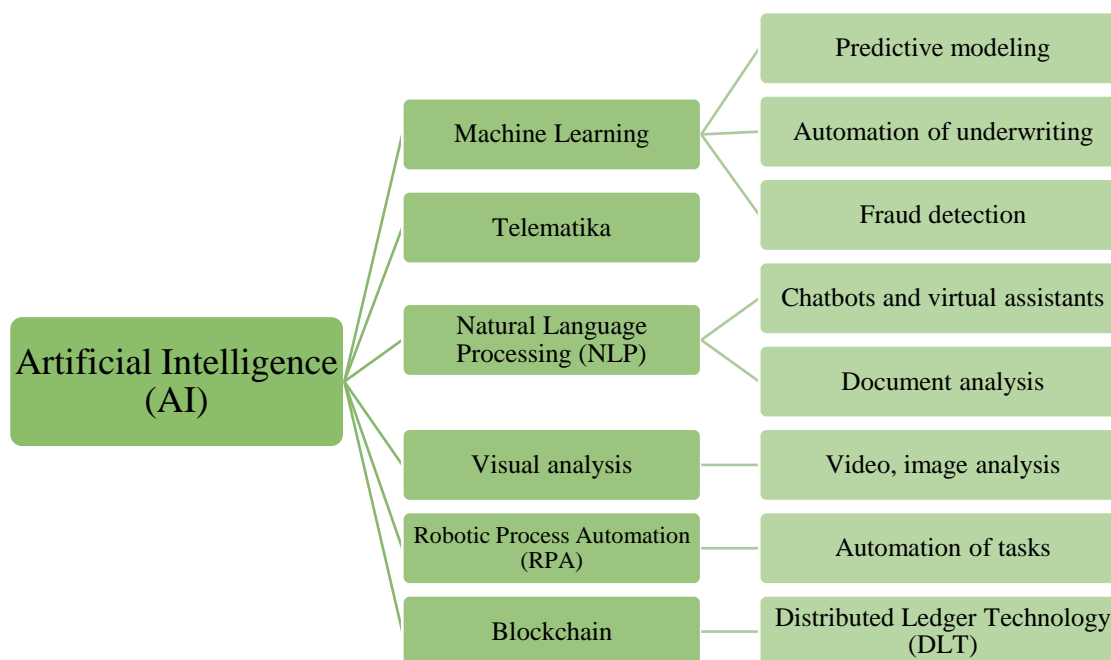 Artificial Intelligence
(AI)
Machine Learning
Predictive modeling
Automation of underwriting
Fraud detection
Telematika
Natural Language
Processing (NLP)
Chatbots and virtual assistants
Document analysis
Visual analysis
Video, image analysis
Robotic Process Automation
(RPA)
Automation of tasks
Blockchain
Distributed Ledger Technology
(DLT)